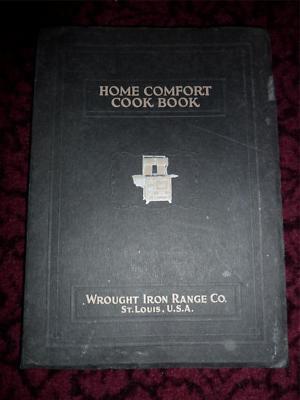 HOME COMFORT
COOK BOOK
WROUGHT IRON RANGE CO.
ST. LOUIS, U.S.A.